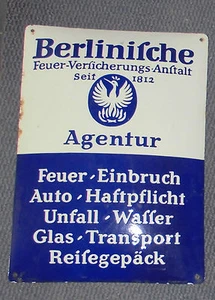 Berliniſche
Feuer-Verſicherungs-Anſtalt
Seit 1812
Agentur
Feuer-Einbruch
Auto-Haftpflicht
Unfall-Waſſer
Glas-Transport
Reiſegepäck